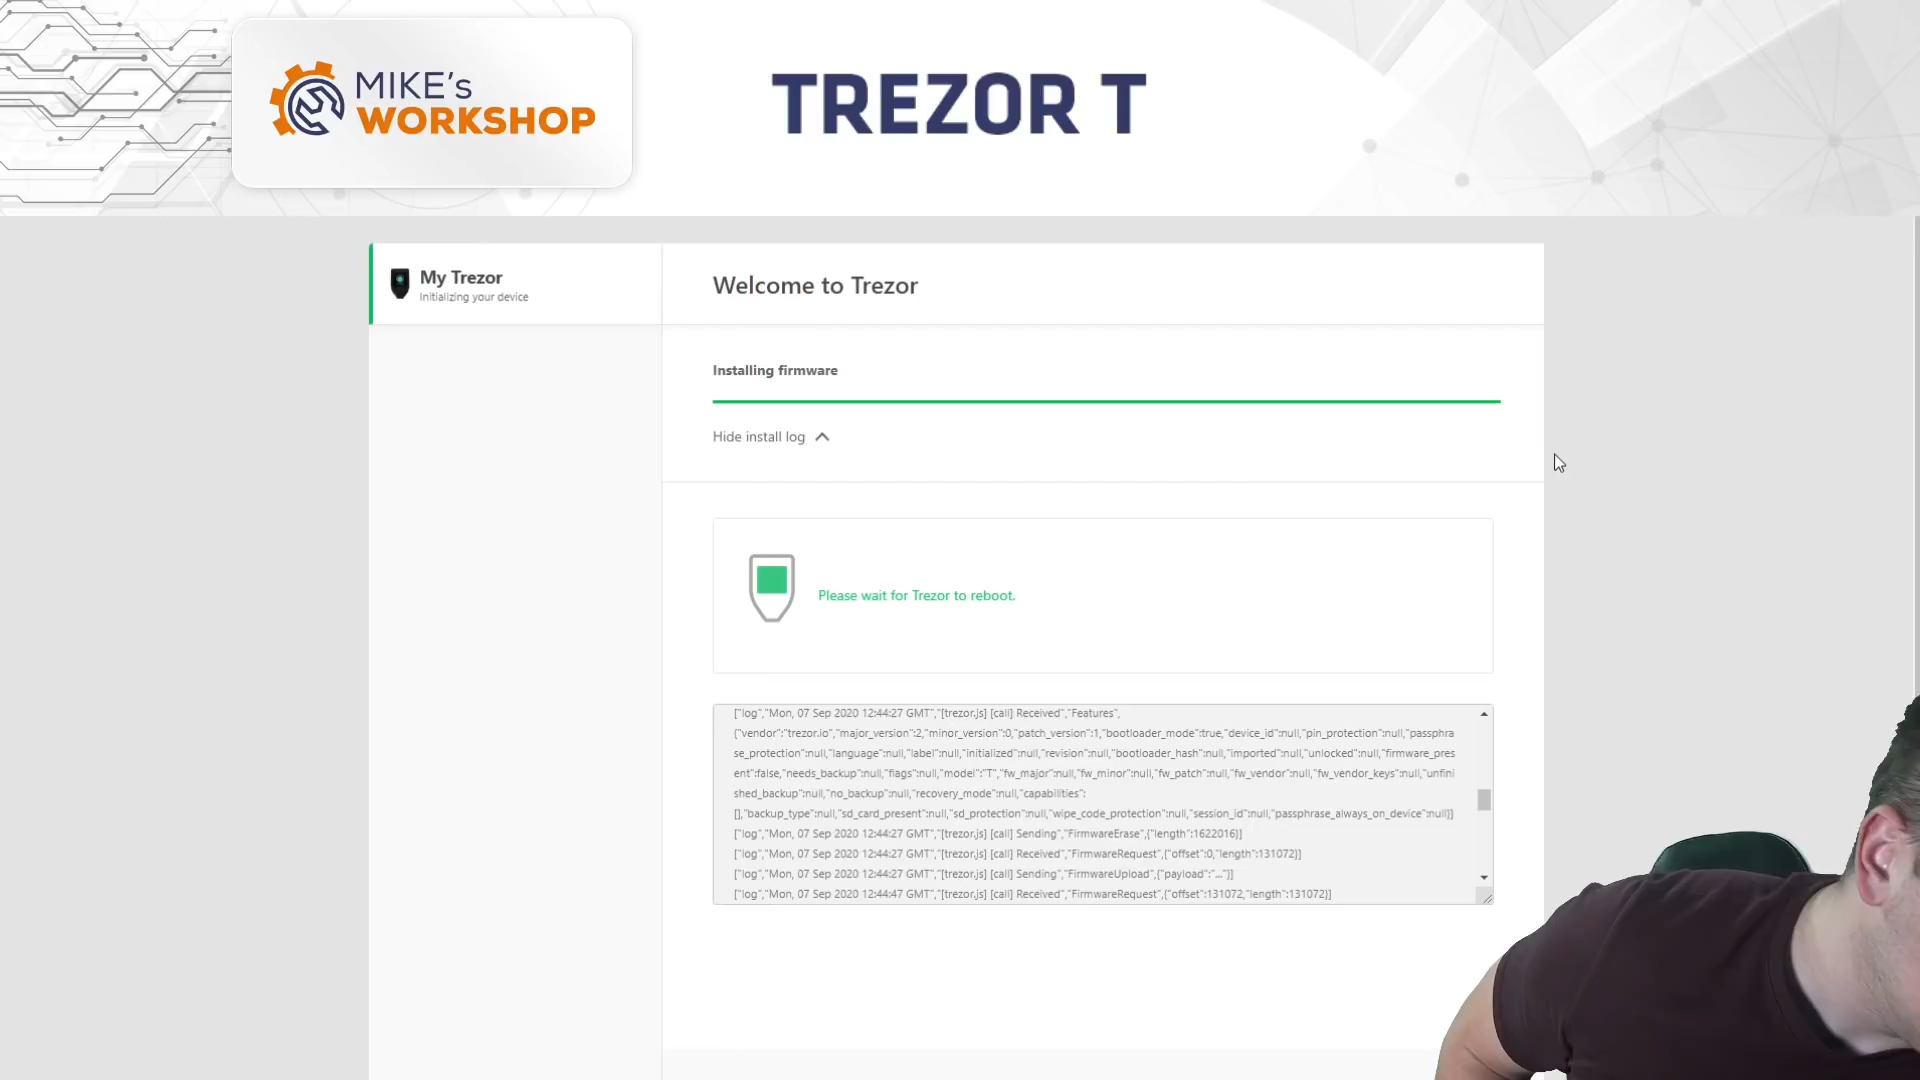 MIKE's
WORKSHOP
TREZOR T
My Trezor
Initializing your device
Welcome to Trezor
Installing firmware
Hide install log
Please wait for Trezor to reboot.
["log","Mon, 07 Sep 2020 12:44:27 GMT","[trezor.js] [call] Received","Features",
{"vendor":"trezor.io","major_version":2,"minor_version":0,"patch_version":1,"bootloader_mode":true,"device_id":null,"pin_protection":null,"passphra
se_protection":null,"language":null,"label":null,"initialized":null,"revision":null,"bootloader_hash":null,"imported":null,"unlocked":null,"firmware_pres
ent":false,"needs_backup":null,"flags":null,"model":"T","fw_major":null,"fw_minor":null,"fw_patch":null,"fw_vendor":null,"fw_vendor_keys":null,"unfin
ished_backup":null,"no_backup":null,"recovery_mode":null,"capabilities":
[],"backup_type":null,"sd_card_present":null,"sd_protection":null,"wipe_code_protection":null,"session_id":null,"passphrase_always_on_device":null}]
["log","Mon, 07 Sep 2020 12:44:27 GMT","[trezor.js] [call] Sending","FirmwareErase",{"length":1622016}]
["log","Mon, 07 Sep 2020 12:44:27 GMT","[trezor.js] [call] Received","FirmwareRequest",{"offset":0,"length":131072}]
["log","Mon, 07 Sep 2020 12:44:27 GMT","[trezor.js] [call] Sending","FirmwareUpload",{"payload":"..."}]
["log","Mon, 07 Sep 2020 12:44:47 GMT","[trezor.js] [call] Received","FirmwareRequest",{"offset":131072,"length":131072}]